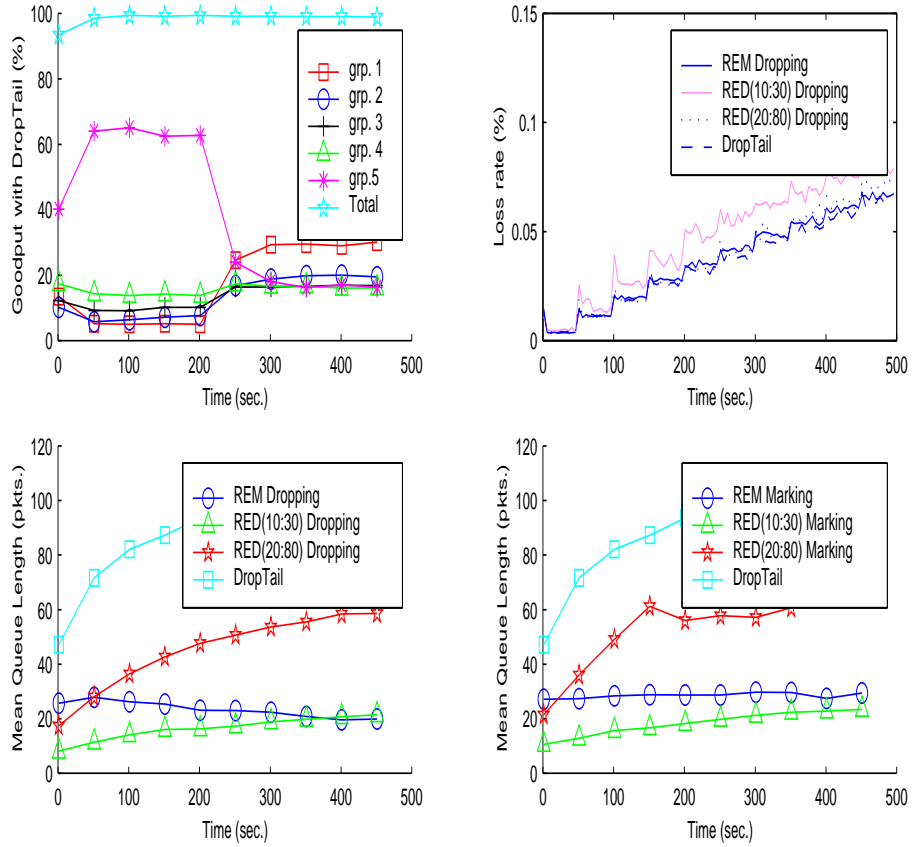 Goodput with DropTail (%)
100
80
60
40
20
0
grp. 1
grp. 2
grp. 3
grp. 4
grp.5
Total
0 100 200 300 400 500
Time (sec.)
Loss rate (%)
0.15
0.1
0.05
0
REM Dropping
RED(10:30) Dropping
RED(20:80) Dropping
DropTail
0 100 200 300 400 500
Time (sec.)
Mean Queue Length (pkts.)
120
100
80
60
40
20
0
REM Dropping
RED(10:30) Dropping
RED(20:80) Dropping
DropTail
0 100 200 300 400 500
Time (sec.)
Mean Queue Length (pkts.)
120
100
80
60
40
20
0
REM Marking
RED(10:30) Marking
RED(20:80) Marking
DropTail
0 100 200 300 400 500
Time (sec.)